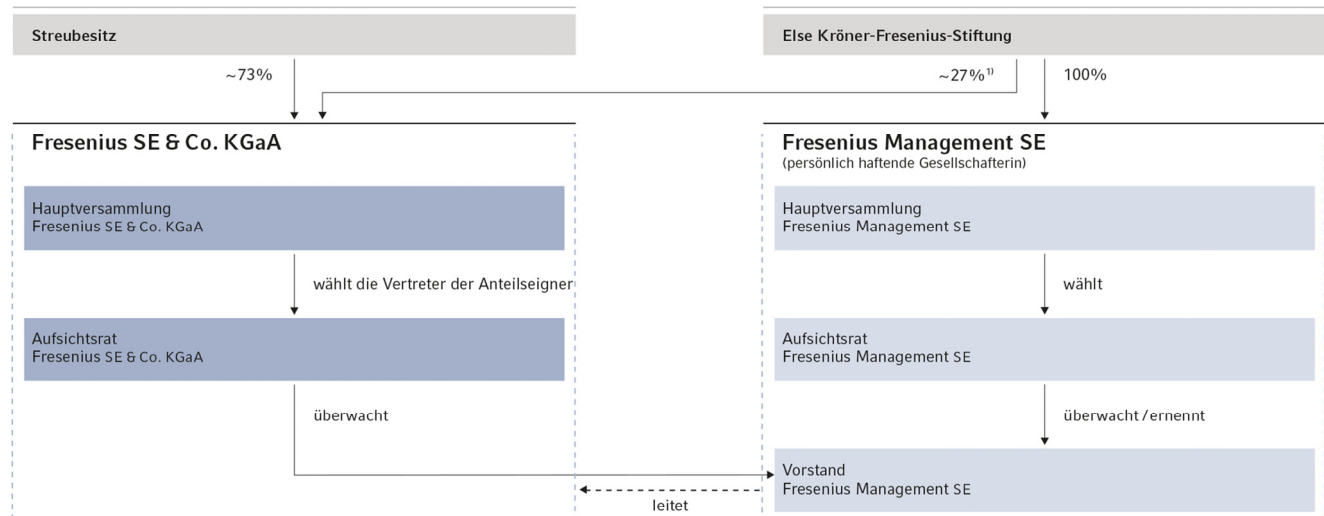 Streubesitz
Else Kröner-Fresenius-Stiftung
~73%
~27%¹⁾
100%
Fresenius SE & Co. KGaA
Fresenius Management SE
(persönlich haftende Gesellschafterin)
Hauptversammlung
Fresenius SE & Co. KGaA
Hauptversammlung
Fresenius Management SE
wählt die Vertreter der Anteilseigner
wählt
Aufsichtsrat
Fresenius SE & Co. KGaA
Aufsichtsrat
Fresenius Management SE
überwacht
überwacht/ernennt
Vorstand
Fresenius Management SE
leitet